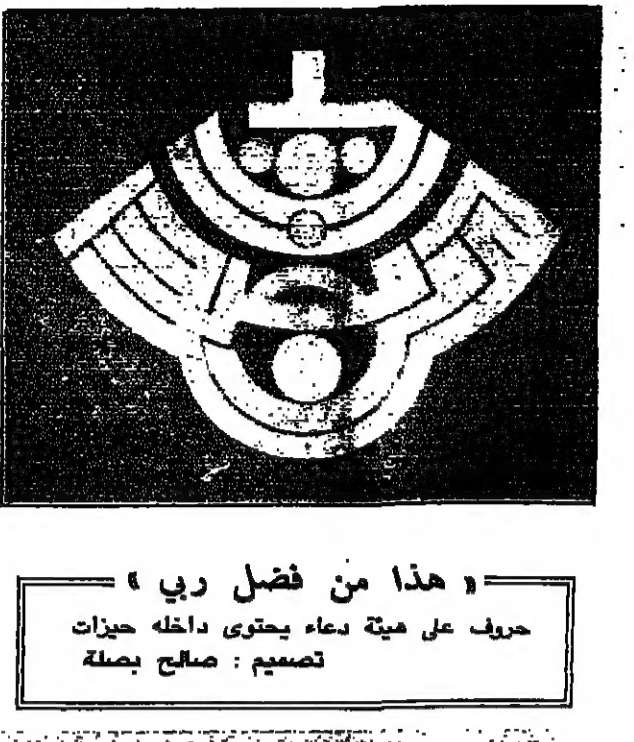 « هذا من فضل ربي »
حروف على هيئة دعاء يحتوى داخله حيزات
تصميم : صالح بصلة